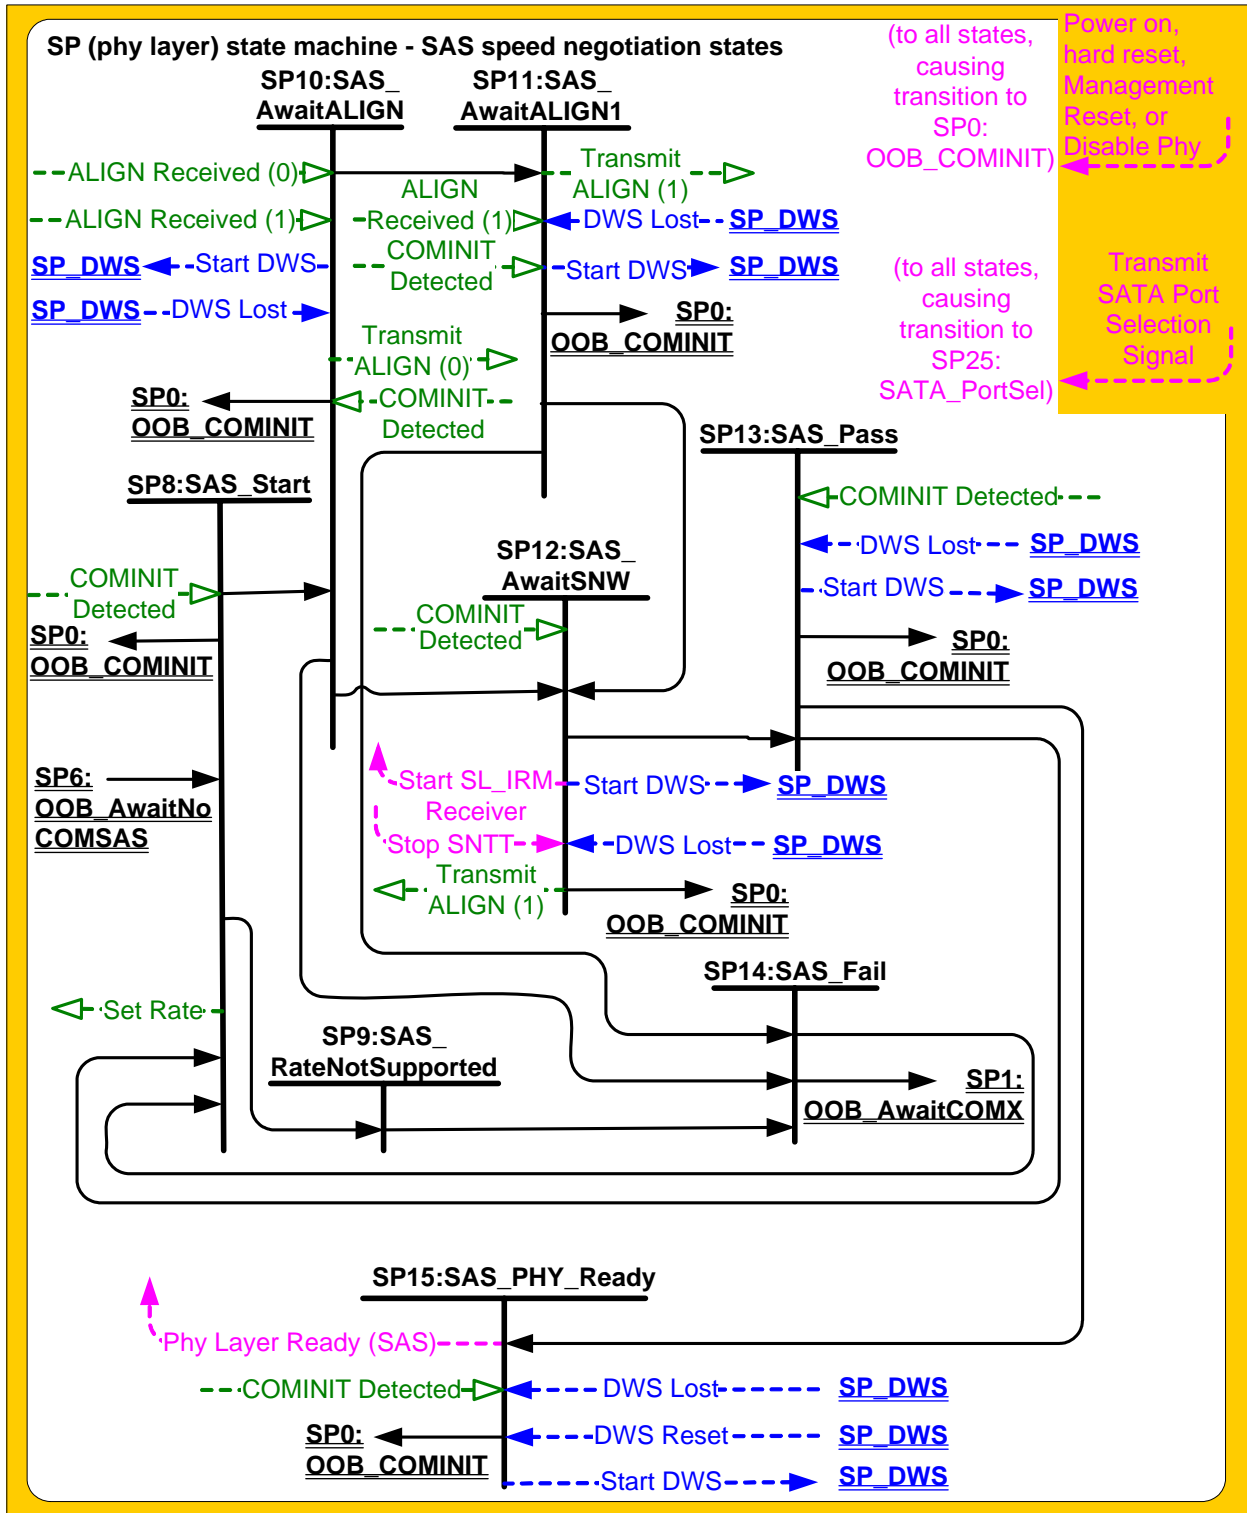 SP (phy layer) state machine - SAS speed negotiation states
(to all states,
causing
transition to
SP0:
OOB_COMINIT)
Power on,
hard reset,
Management
Reset, or
Disable Phy
SP10:SAS_
AwaitALIGN
SP11:SAS_
AwaitALIGN1
ALIGN Received (0)
Transmit
ALIGN (1)
ALIGN
Received (1)
ALIGN Received (1)
DWS Lost
SP_DWS
SP_DWS
Start DWS
COMINIT
Detected
Start DWS
SP_DWS
SP_DWS
DWS Lost
SP0:
OOB_COMINIT
(to all states,
causing
transition to
SP25:
SATA_PortSel)
Transmit
SATA Port
Selection
Signal
Transmit
ALIGN (0)
SP0:
OOB_COMINIT
COMINIT
Detected
SP13:SAS_Pass
SP8:SAS_Start
COMINIT Detected
SP12:SAS_
AwaitSNW
DWS Lost
SP_DWS
Start DWS
SP_DWS
COMINIT
Detected
COMINIT
Detected
SP0:
OOB_COMINIT
SP0:
OOB_COMINIT
SP6:
OOB_AwaitNo
COMSAS
Start SL_IRM
Receiver
Start DWS
SP_DWS
Stop SNTT
DWS Lost
SP_DWS
Transmit
ALIGN (1)
SP0:
OOB_COMINIT
SP14:SAS_Fail
Set Rate
SP9:SAS_
RateNotSupported
SP1:
OOB_AwaitCOMX
SP15:SAS_PHY_Ready
Phy Layer Ready (SAS)
COMINIT Detected
DWS Lost
SP_DWS
SP0:
OOB_COMINIT
DWS Reset
SP_DWS
Start DWS
SP_DWS